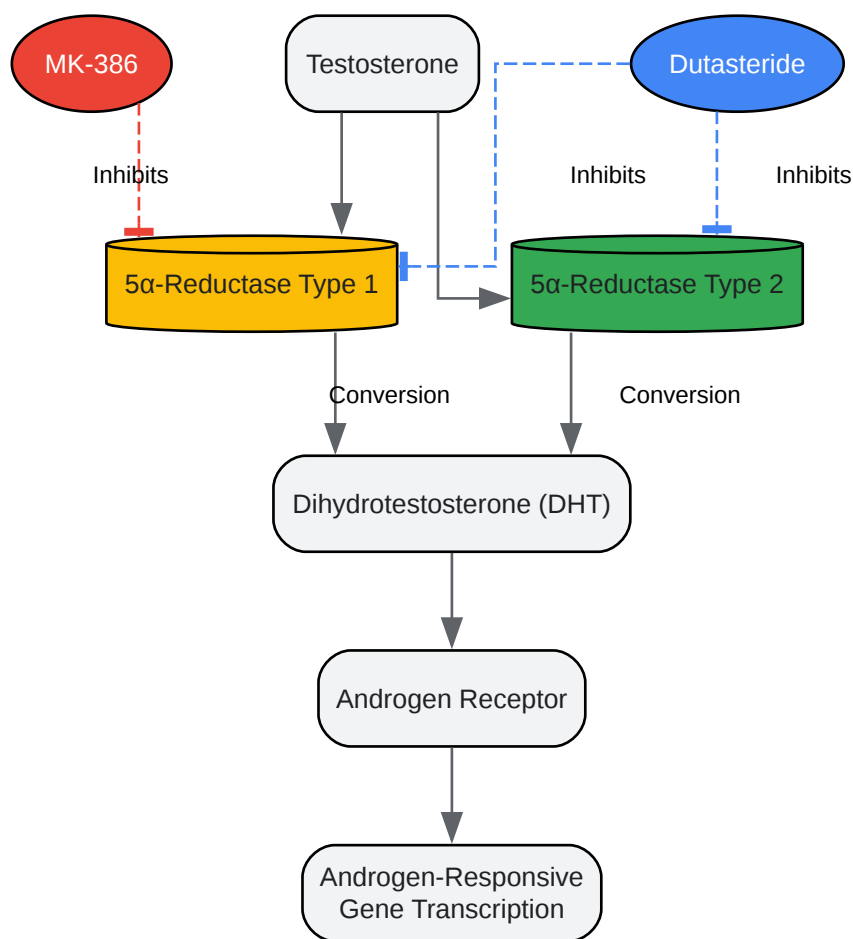 MK-386
Testosterone
Dutasteride
Inhibits
Inhibits
Inhibits
5α-Reductase Type 1
5α-Reductase Type 2
Conversion
Conversion
Dihydrotestosterone (DHT)
Androgen Receptor
Androgen-Responsive
Gene Transcription